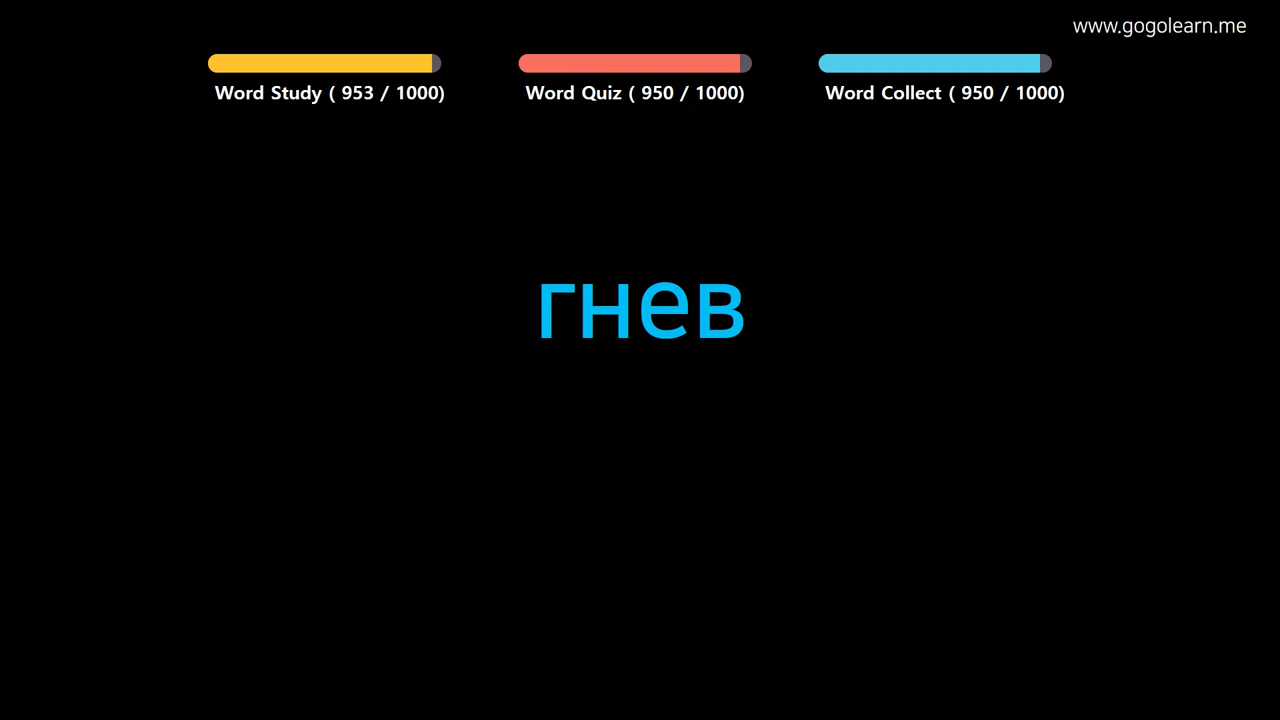 www.gogolearn.me
Word Study ( 953 / 1000)
Word Quiz ( 950 / 1000)
Word Collect ( 950 / 1000)
гнев